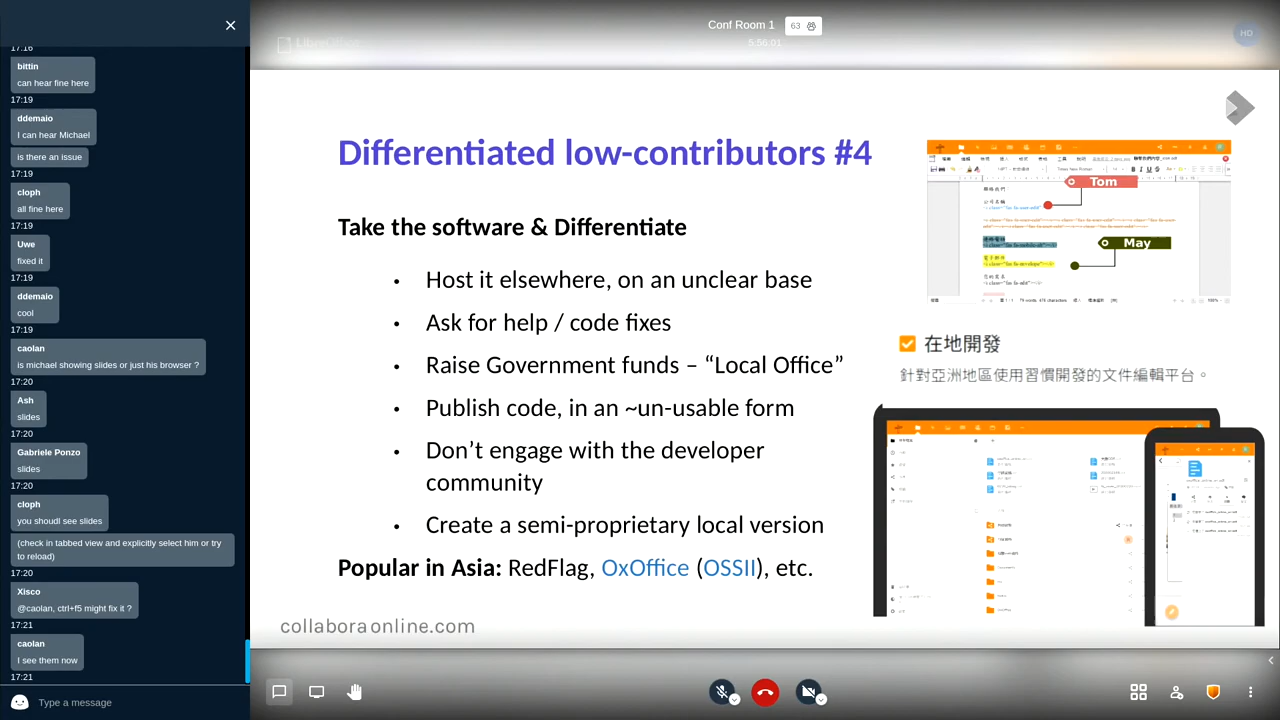 17:16
bittin
can hear fine here
17:19
ddemaio
I can hear Michael
is there an issue
17:19
cloph
all fine here
17:19
Uwe
fixed it
17:19
ddemaio
cool
17:19
caolan
is michael showing slides or just his browser ?
17:20
Ash
slides
17:20
Gabriele Ponzo
slides
17:20
cloph
you shoudl see slides
(check in tabbed view and explicitly select him or try
to reload)
17:20
Xisco
@caolan, ctrl+f5 might fix it ?
17:21
caolan
I see them now
17:21
Type a message
Conf Room 1
63
5:56:01
HD
Differentiated low-contributors #4
Take the software & Differentiate
• Host it elsewhere, on an unclear base
• Ask for help / code fixes
• Raise Government funds – “Local Office”
• Publish code, in an ~un-usable form
• Don’t engage with the developer
community
• Create a semi-proprietary local version
Popular in Asia: RedFlag, OxOffice (OSSII), etc.
collaboraonline.com
Tom
May
在地開發
針對亞洲地區使用習慣開發的文件編輯平台。